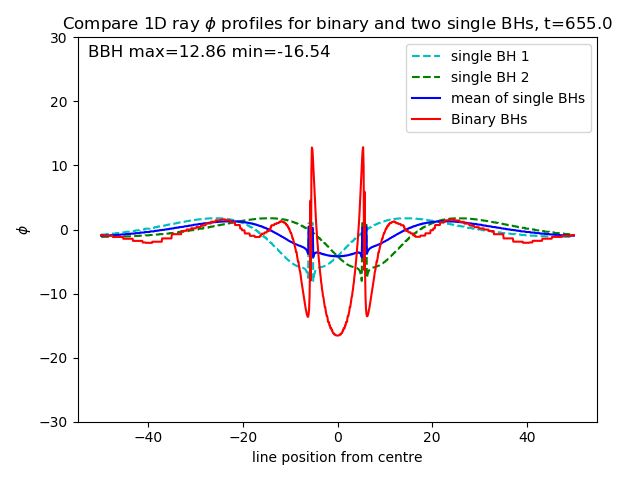 Compare 1D ray ϕ profiles for binary and two single BHs, t=655.0
BBH max=12.86 min=-16.54
single BH 1
single BH 2
mean of single BHs
Binary BHs
30
20
10
0
−10
−20
−30
ϕ
−40
−20
0
20
40
line position from centre